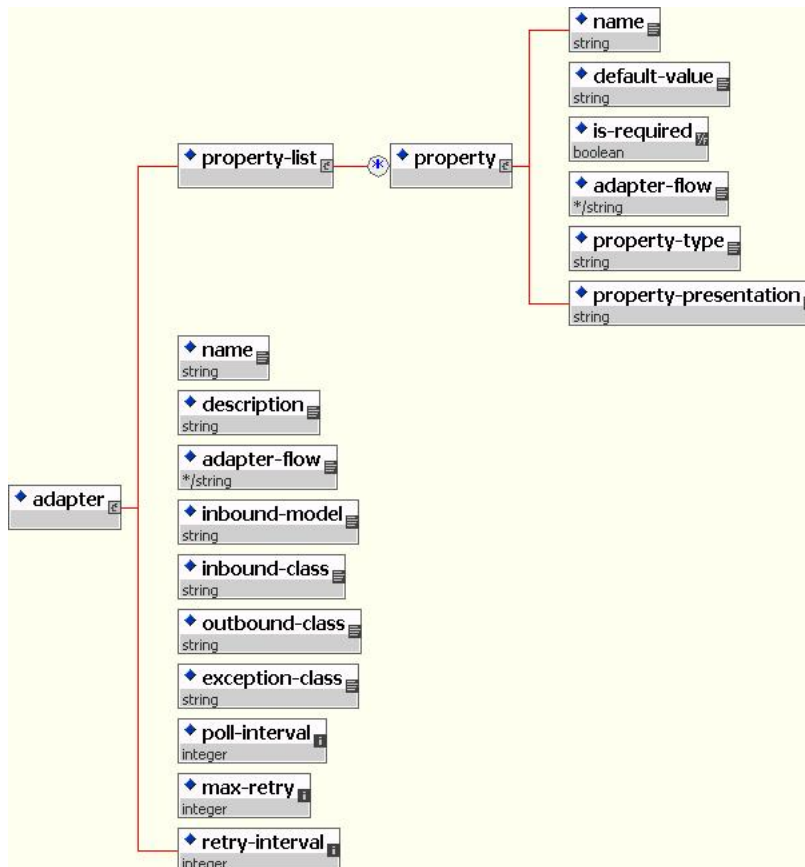 name
string
default-value
string
is-required
boolean
adapter-flow
*/string
property-type
string
property-presentation
string
property-list
property
name
string
description
string
adapter-flow
*/string
adapter
inbound-model
string
inbound-class
string
outbound-class
string
exception-class
string
poll-interval
integer
max-retry
integer
retry-interval
integer